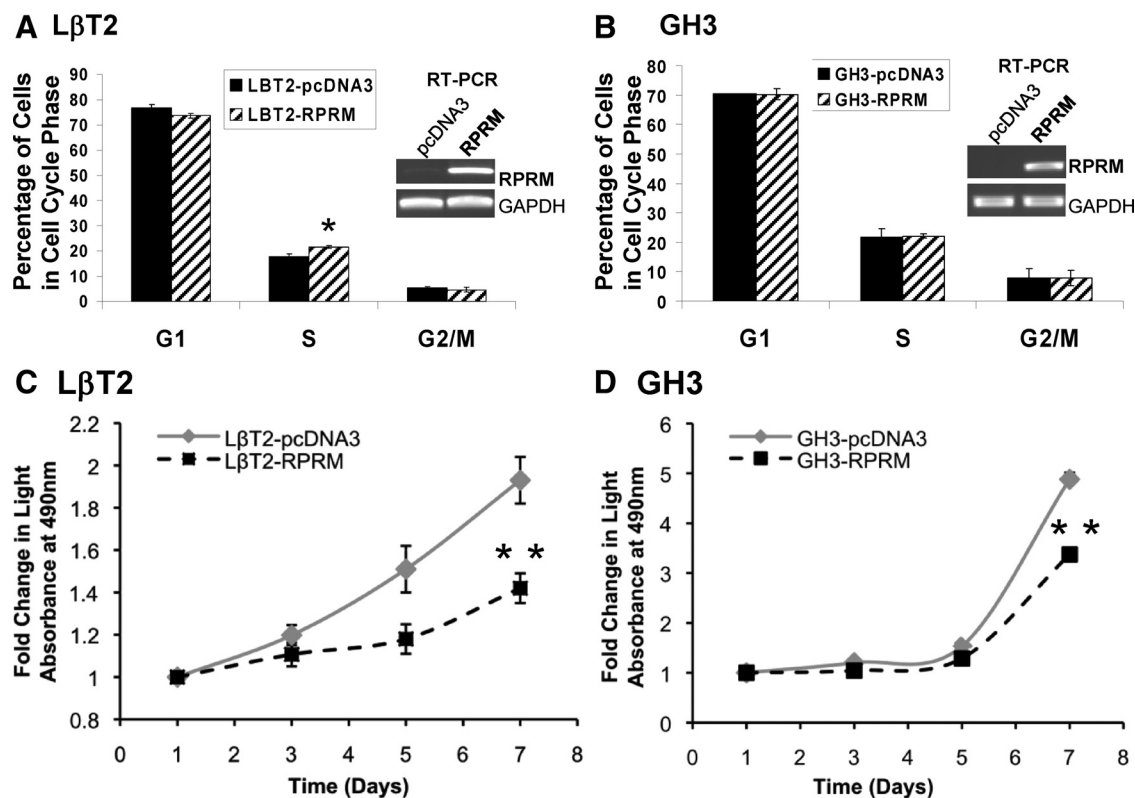 A LβT2
Percentage of Cells
in Cell Cycle Phase
90
80
70
60
50
40
30
20
10
0
LBT2-pcDNA3
LBT2-RPRM
RT-PCR
pcDNA3
RPRM
RPRM
GAPDH
*
G1 S G2/M
B GH3
Percentage of Cells
in Cell Cycle Phase
80
70
60
50
40
30
20
10
0
GH3-pcDNA3
GH3-RPRM
RT-PCR
pcDNA3
RPRM
RPRM
GAPDH
G1 S G2/M
C LβT2
Fold Change in Light
Absorbance at 490nm
2.2
2
1.8
1.6
1.4
1.2
1
0.8
LβT2-pcDNA3
LβT2-RPRM
* *
0 1 2 3 4 5 6 7 8
Time (Days)
D GH3
Fold Change in Light
Absorbance at 490nm
6
5
4
3
2
1
0
GH3-pcDNA3
GH3-RPRM
* *
0 1 2 3 4 5 6 7 8
Time (Days)